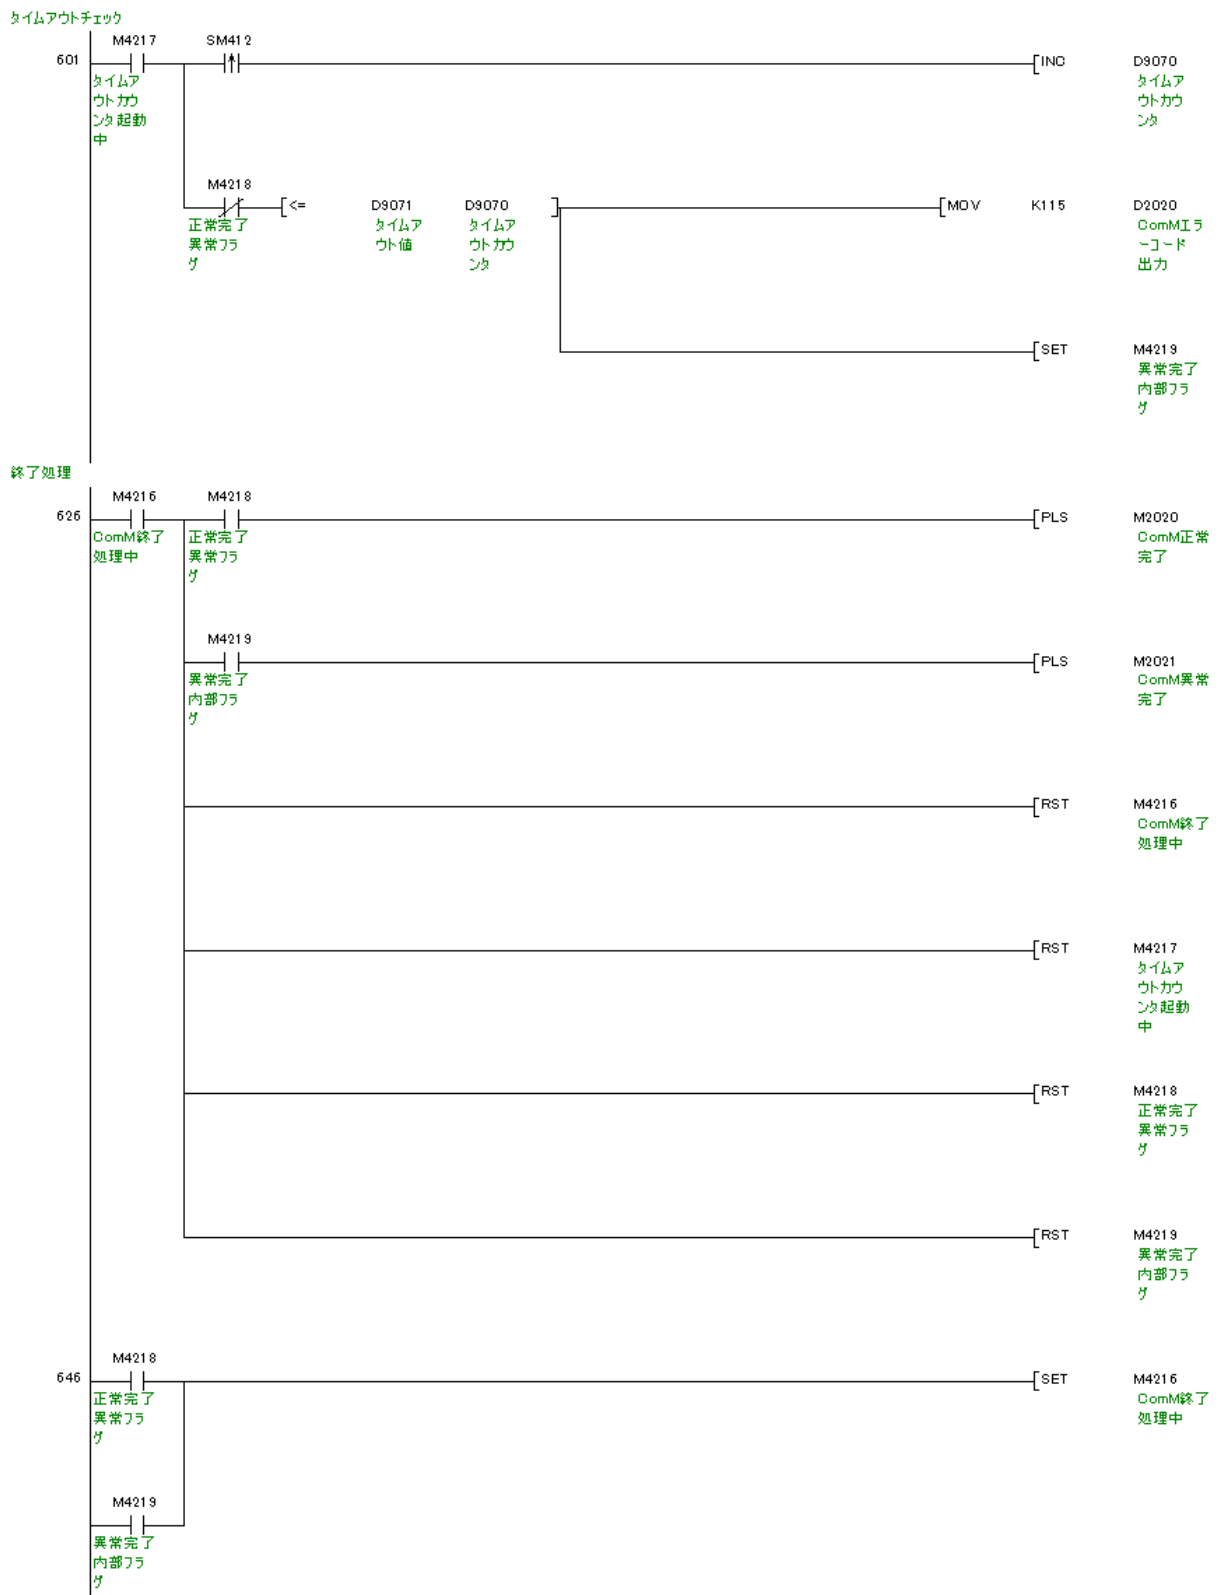 タイムアウトチェック
M4217 SM412
601 [INC D9070
タイムア
ウトカウ
ンタ起動
中
タイムア
ウトカウ
ンタ
M4218
[<= D9071 D9070 ] [MOV K115 D2020
正常完了
異常フラ
グ
タイムア
ウト値
タイムア
ウトカウ
ンタ
ComMエラ
ーコード
出力
[SET M4219
異常完了
内部フラ
グ
終了処理
M4216 M4218
626 [PLS M2020
ComM終了
処理中
正常完了
異常フラ
グ
ComM正常
完了
M4219
[PLS M2021
異常完了
内部フラ
グ
ComM異常
完了
[RST M4216
ComM終了
処理中
[RST M4217
タイムア
ウトカウ
ンタ起動
中
[RST M4218
正常完了
異常フラ
グ
[RST M4219
異常完了
内部フラ
グ
M4218
646 [SET M4216
正常完了
異常フラ
グ
ComM終了
処理中
M4219
異常完了
内部フラ
グ